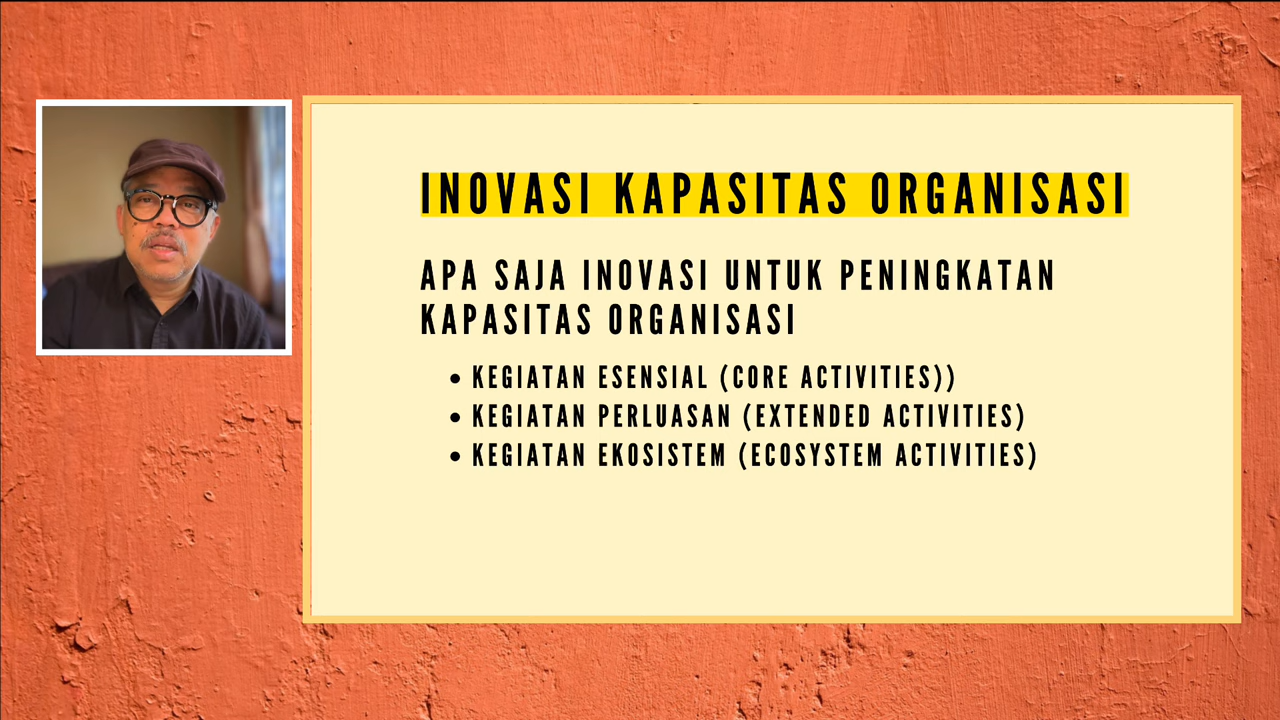 INOVASI KAPASITAS ORGANISASI
APA SAJA INOVASI UNTUK PENINGKATAN
KAPASITAS ORGANISASI
• KEGIATAN ESENSIAL (CORE ACTIVITIES))
• KEGIATAN PERLUASAN (EXTENDED ACTIVITIES)
• KEGIATAN EKOSISTEM (ECOSYSTEM ACTIVITIES)